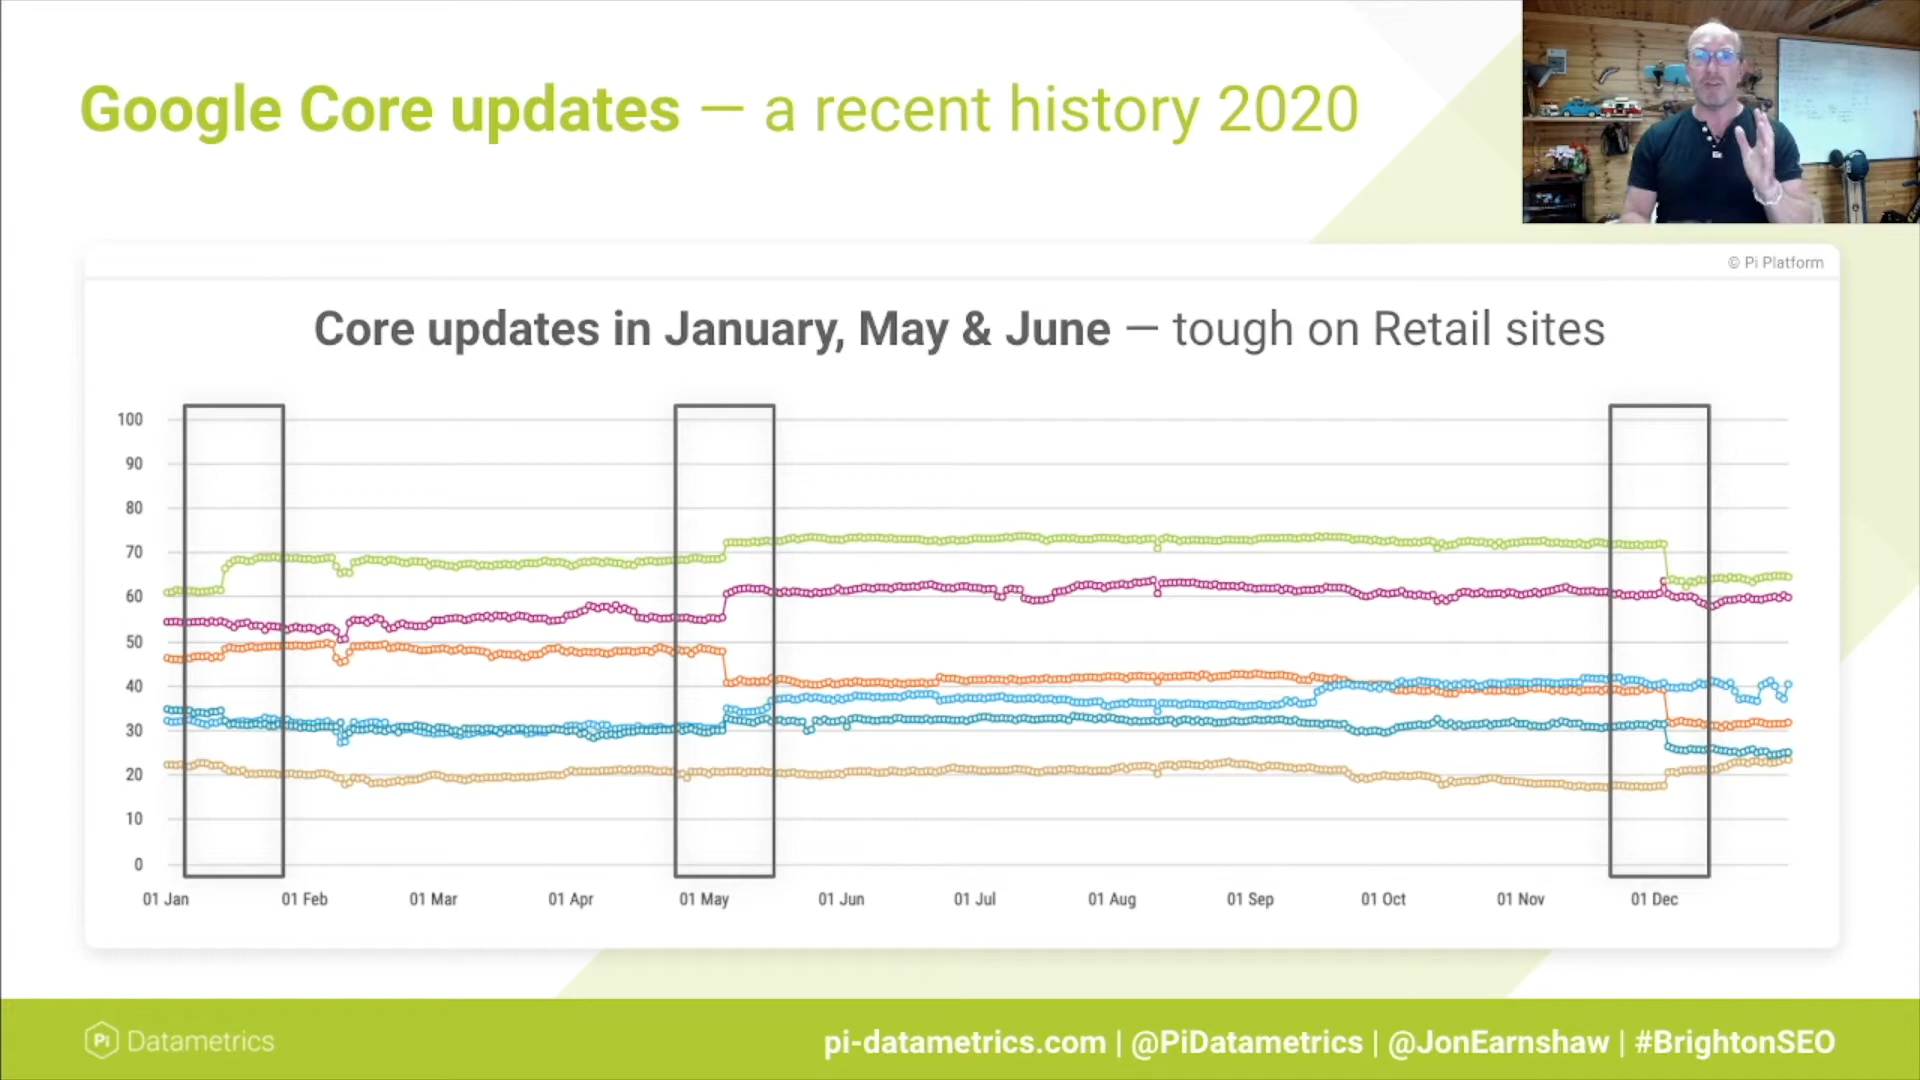 Google Core updates — a recent history 2020
© Pi Platform
Core updates in January, May & June — tough on Retail sites
100
90
80
70
60
50
40
30
20
10
0
01 Jan 01 Feb 01 Mar 01 Apr 01 May 01 Jun 01 Jul 01 Aug 01 Sep 01 Oct 01 Nov 01 Dec
Pi Datametrics
pi-datametrics.com | @PiDatametrics | @JonEarnshaw | #BrightonSEO